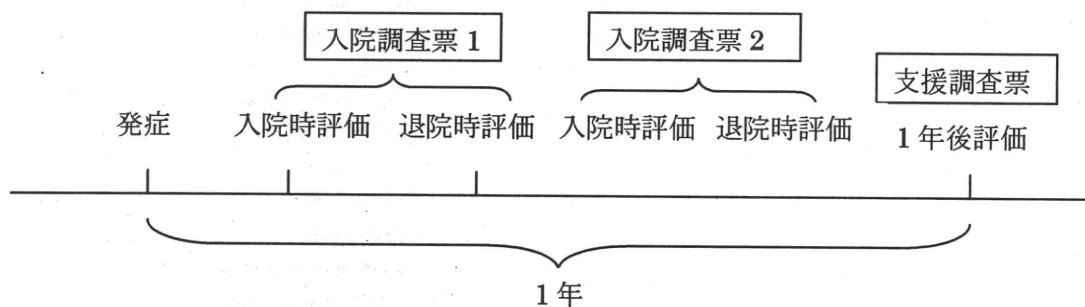 入院調査票 1
入院調査票 2
支援調査票
発症
入院時評価
退院時評価
入院時評価
退院時評価
1 年後評価
1 年